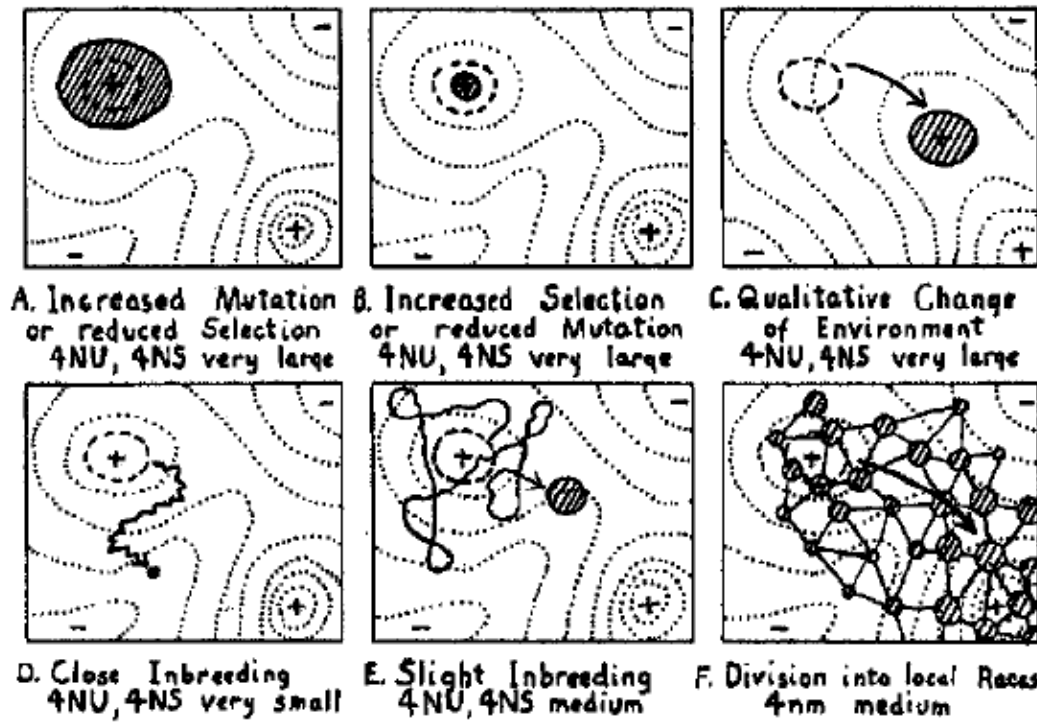 A. Increased Mutation
or reduced Selection
4NU, 4NS very large
B. Increased Selection
or reduced Mutation
4NU, 4NS very large
C. Qualitative Change
of Environment
4NU, 4NS very large
D. Close Inbreeding
4NU, 4NS very small
E. Slight Inbreeding
4NU, 4NS medium
F. Division into local Races
4nm medium